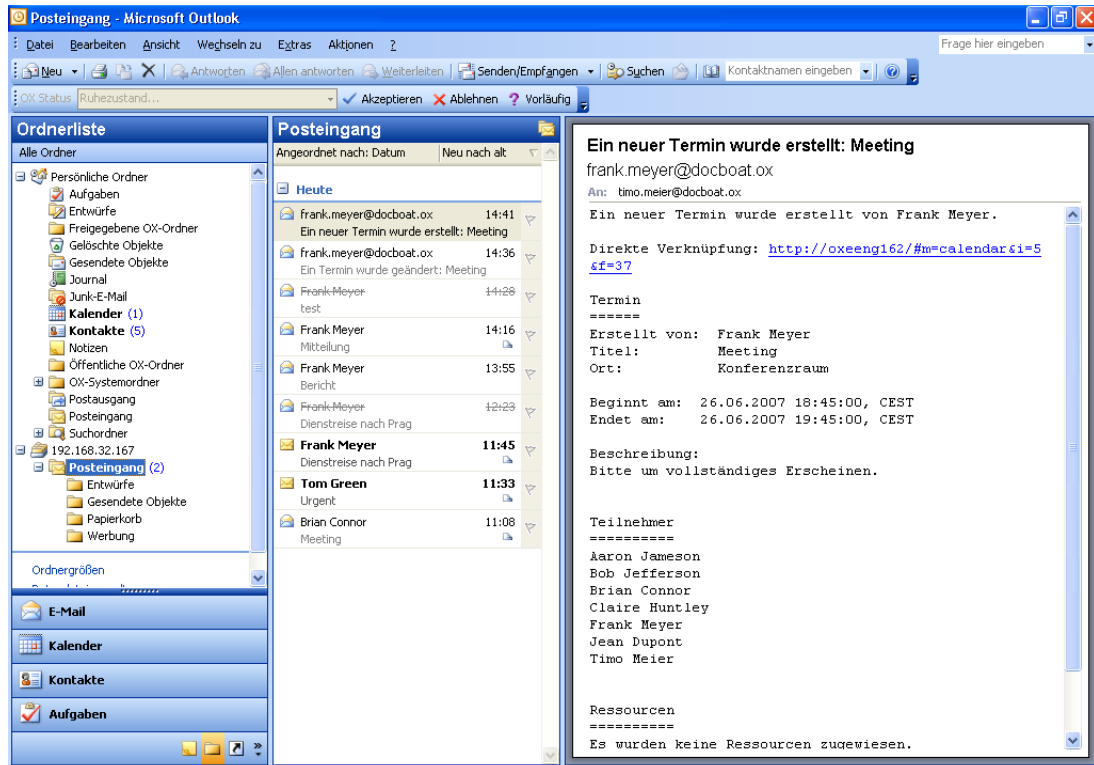 Posteingang - Microsoft Outlook
Datei Bearbeiten Ansicht Wechseln zu Extras Aktionen ?
Frage hier eingeben
Neu Antworten Allen antworten Weiterleiten Senden/Empfangen Suchen Kontaktnamen eingeben
OX Status Ruhezustand... Akzeptieren Ablehnen ? Vorläufig
Ordnerliste
Alle Ordner
Persönliche Ordner
Aufgaben
Entwürfe
Freigegebene OX-Ordner
Gelöschte Objekte
Gesendete Objekte
Journal
Junk-E-Mail
Kalender (1)
Kontakte (5)
Notizen
Öffentliche OX-Ordner
OX-Systemordner
Postausgang
Posteingang
Suchordner
192.168.32.167
Posteingang (2)
Entwürfe
Gesendete Objekte
Papierkorb
Werbung
Ordnergrößen
E-Mail
Kalender
Kontakte
Aufgaben
Posteingang
Angeordnet nach: Datum Neu nach alt
Heute
frank.meyer@docboat.ox 14:41
Ein neuer Termin wurde erstellt: Meeting
frank.meyer@docboat.ox 14:36
Ein Termin wurde geändert: Meeting
Frank Meyer 14:28
test
Frank Meyer 14:16
Mitteilung
Frank Meyer 13:55
Bericht
Frank Meyer 12:23
Dienstreise nach Prag
Frank Meyer 11:45
Dienstreise nach Prag
Tom Green 11:33
Urgent
Brian Connor 11:08
Meeting
Ein neuer Termin wurde erstellt: Meeting
frank.meyer@docboat.ox
An: timo.meier@docboat.ox
Ein neuer Termin wurde erstellt von Frank Meyer.
Direkte Verknüpfung: http://oxeeng162/#m=calendar&i=5
&f=37
Termin
======
Erstellt von: Frank Meyer
Titel: Meeting
Ort: Konferenzraum
Beginnt am: 26.06.2007 18:45:00, CEST
Endet am: 26.06.2007 19:45:00, CEST
Beschreibung:
Bitte um vollständiges Erscheinen.
Teilnehmer
==========
Aaron Jameson
Bob Jefferson
Brian Connor
Claire Huntley
Frank Meyer
Jean Dupont
Timo Meier
Ressourcen
==========
Es wurden keine Ressourcen zugewiesen.